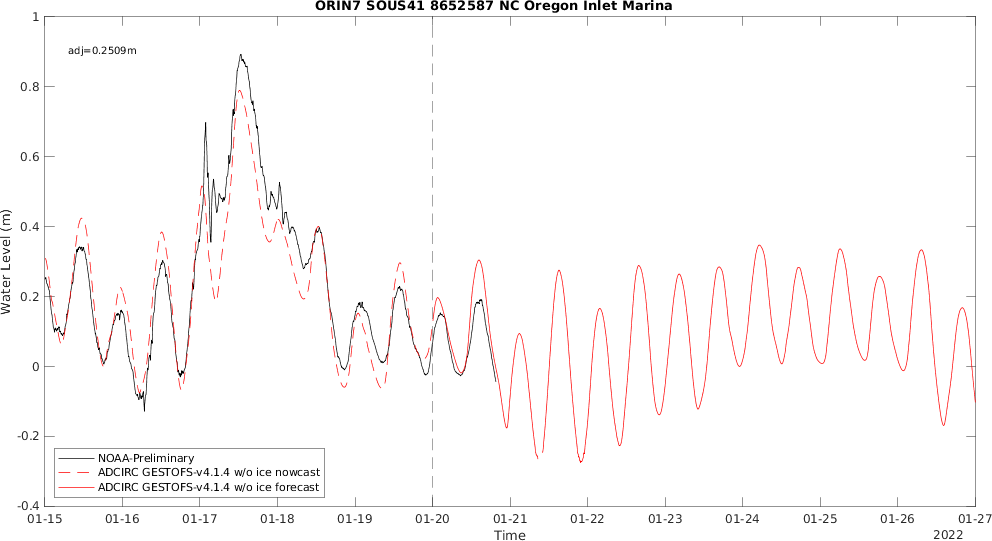 ORIN7 SOUS41 8652587 NC Oregon Inlet Marina
adj=0.2509m
1
0.8
0.6
0.4
0.2
0
-0.2
-0.4
Water Level (m)
NOAA-Preliminary
ADCIRC GESTOFS-v4.1.4 w/o ice nowcast
ADCIRC GESTOFS-v4.1.4 w/o ice forecast
01-15 01-16 01-17 01-18 01-19 01-20 01-21 01-22 01-23 01-24 01-25 01-26 01-27
Time
2022